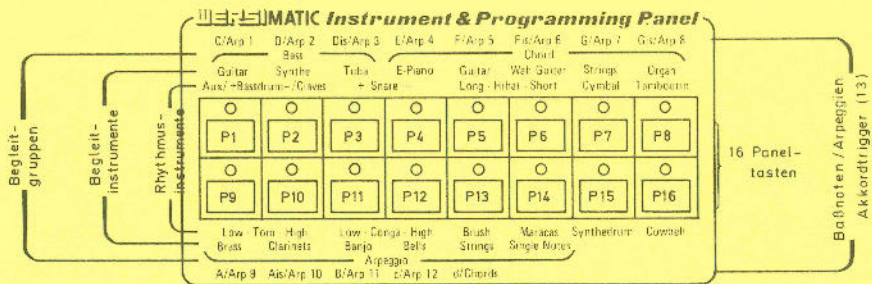 WERSIMATIC Instrument & Programming Panel
C/Arp 1 D/Arp 2 Dis/Arp 3 E/Arp 4 F/Arp 5 Fis/Arp 6 G/Arp 7 Gis/Arp 8
Bass Chord
Guitar Synthe Tuba E-Piano Guitar Wah Guitar Strings Organ
Aux/+Bassdrum-/Claves + Snare - Long - Hihat - Short Cymbal Tambourin
P1 P2 P3 P4 P5 P6 P7 P8
P9 P10 P11 P12 P13 P14 P15 P16
Low - Tom - High Low - Conga - High Brush Maracas Synthedrum Cowbell
Brass Clarinets Banjo Bells Strings Single Notes
Arpeggio
A/Arp 9 Ais/Arp 10 B/Arp 11 c/Arp 12 d/Chords
Begleit-
gruppen
Begleit-
instrumente
Rhythmus-
instrumente
16 Panel-
tasten
Baßnoten/Arpeggien
Akkordtrigger (13)